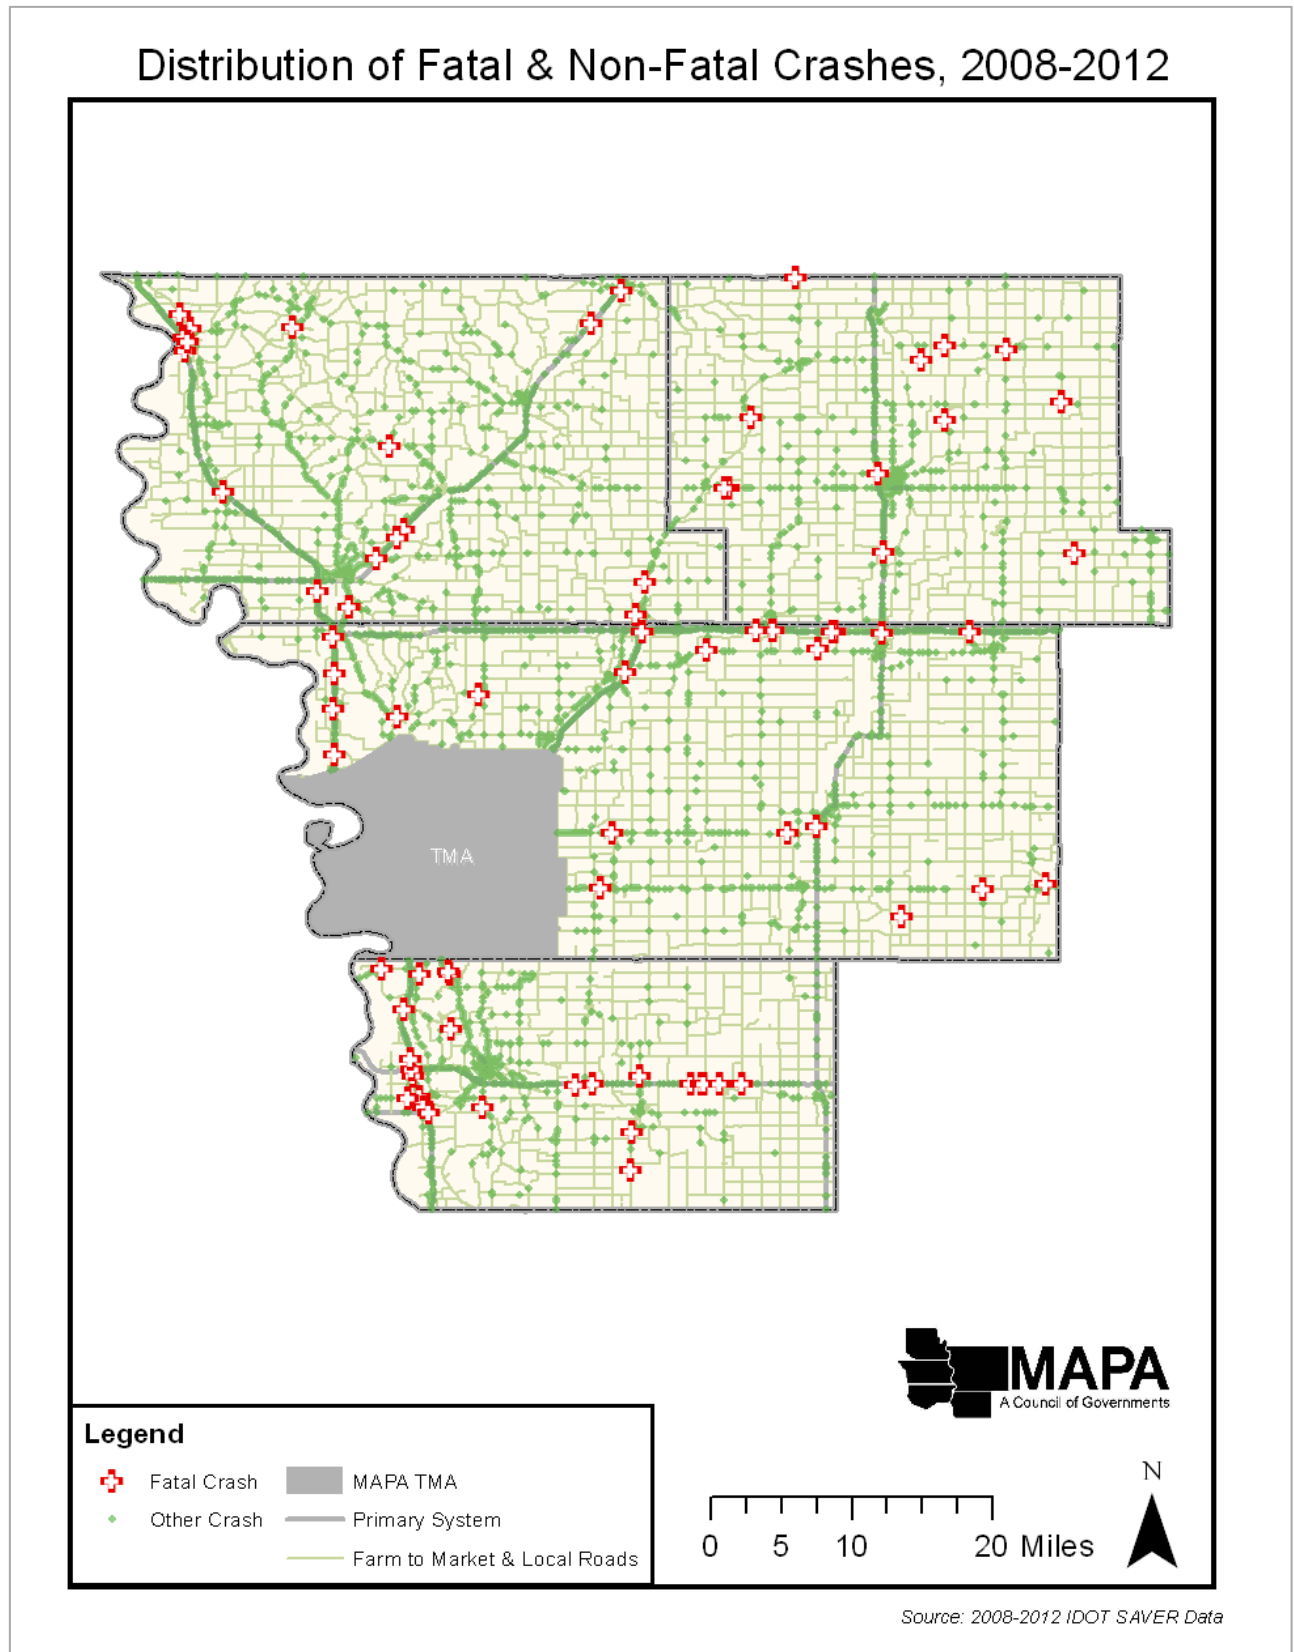 Distribution of Fatal & Non-Fatal Crashes, 2008-2012
TMA
MAPA
A Council of Governments
Legend
Fatal Crash
MAPA TMA
Other Crash
Primary System
Farm to Market & Local Roads
0 5 10 20 Miles
N
Source: 2008-2012 IDOT SAVER Data